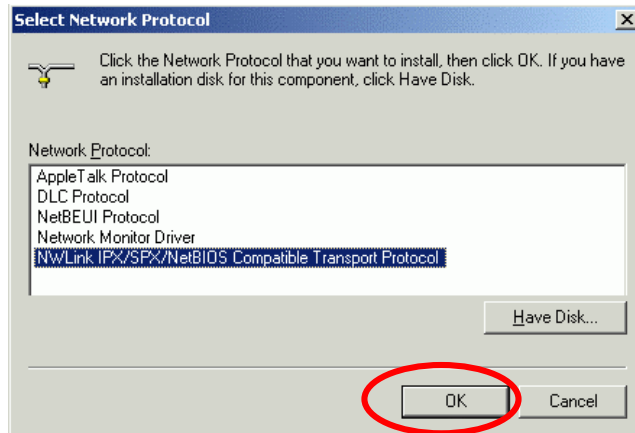 Select Network Protocol
Click the Network Protocol that you want to install, then click OK. If you have
an installation disk for this component, click Have Disk.
Network Protocol:
AppleTalk Protocol
DLC Protocol
NetBEUI Protocol
Network Monitor Driver
NWLink IPX/SPX/NetBIOS Compatible Transport Protocol
Have Disk...
OK
Cancel